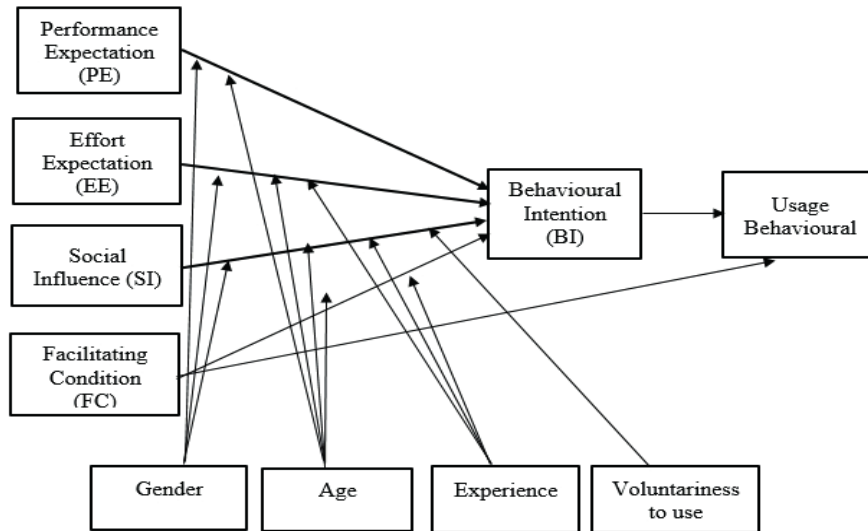 Performance
Expectation
(PE)
Effort
Expectation
(EE)
Social
Influence (SI)
Facilitating
Condition
(FC)
Behavioural
Intention
(BI)
Usage
Behavioural
Gender
Age
Experience
Voluntariness
to use